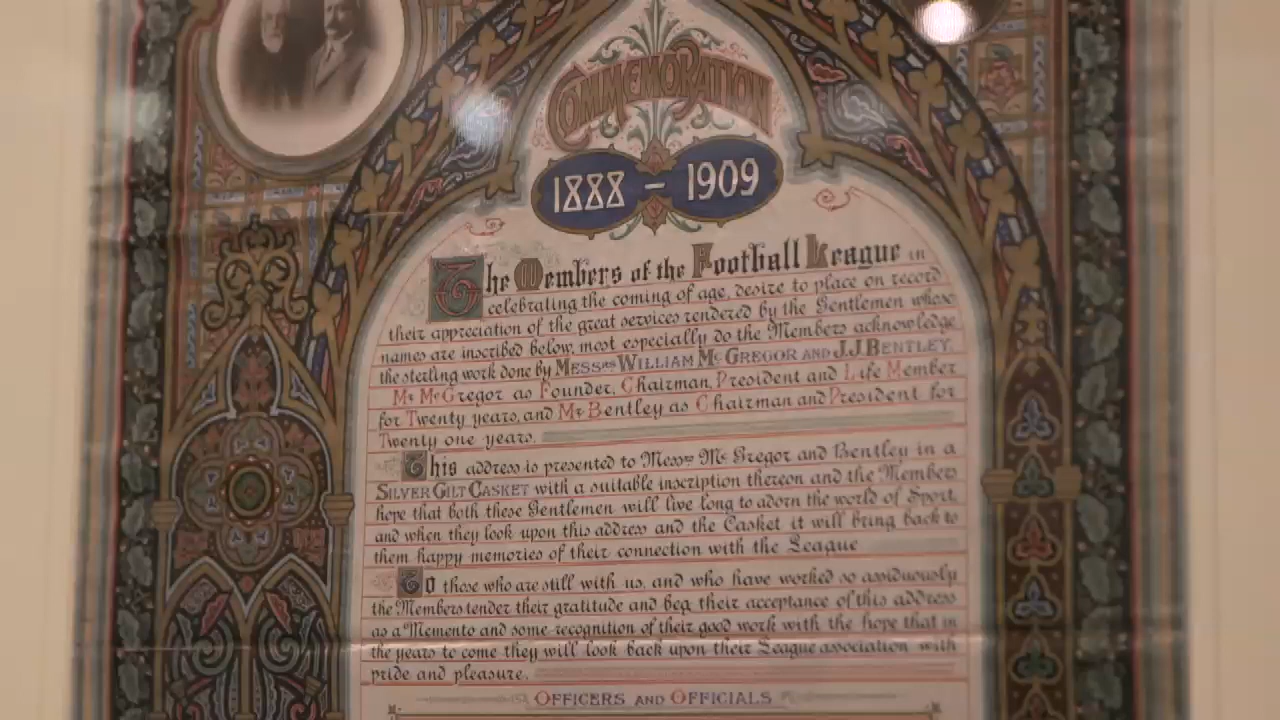 COMMEMORATION
1888 – 1909
The Members of the Football League in
celebrating the coming of age, desire to place on record
their appreciation of the great services rendered by the Gentlemen whose
names are inscribed below, most especially do the Members acknowledge
the sterling work done by MESSRS WILLIAM MCGREGOR AND J.J. BENTLEY.
Mr McGregor as Founder, Chairman, President and Life Member
for Twenty years, and Mr Bentley as Chairman and President for
Twenty one years.
This address is presented to Messrs McGregor and Bentley in a
SILVER GILT CASKET with a suitable inscription thereon and the Members
hope that both these Gentlemen will live long to adorn the world of Sport,
and when they look upon this address and the Casket it will bring back to
them happy memories of their connection with the League
To those who are still with us, and who have worked so assiduously
the Members tender their gratitude and beg their acceptance of this address
as a Memento and some recognition of their good work with the hope that in
the years to come they will look back upon their League association with
pride and pleasure.
OFFICERS AND OFFICIALS